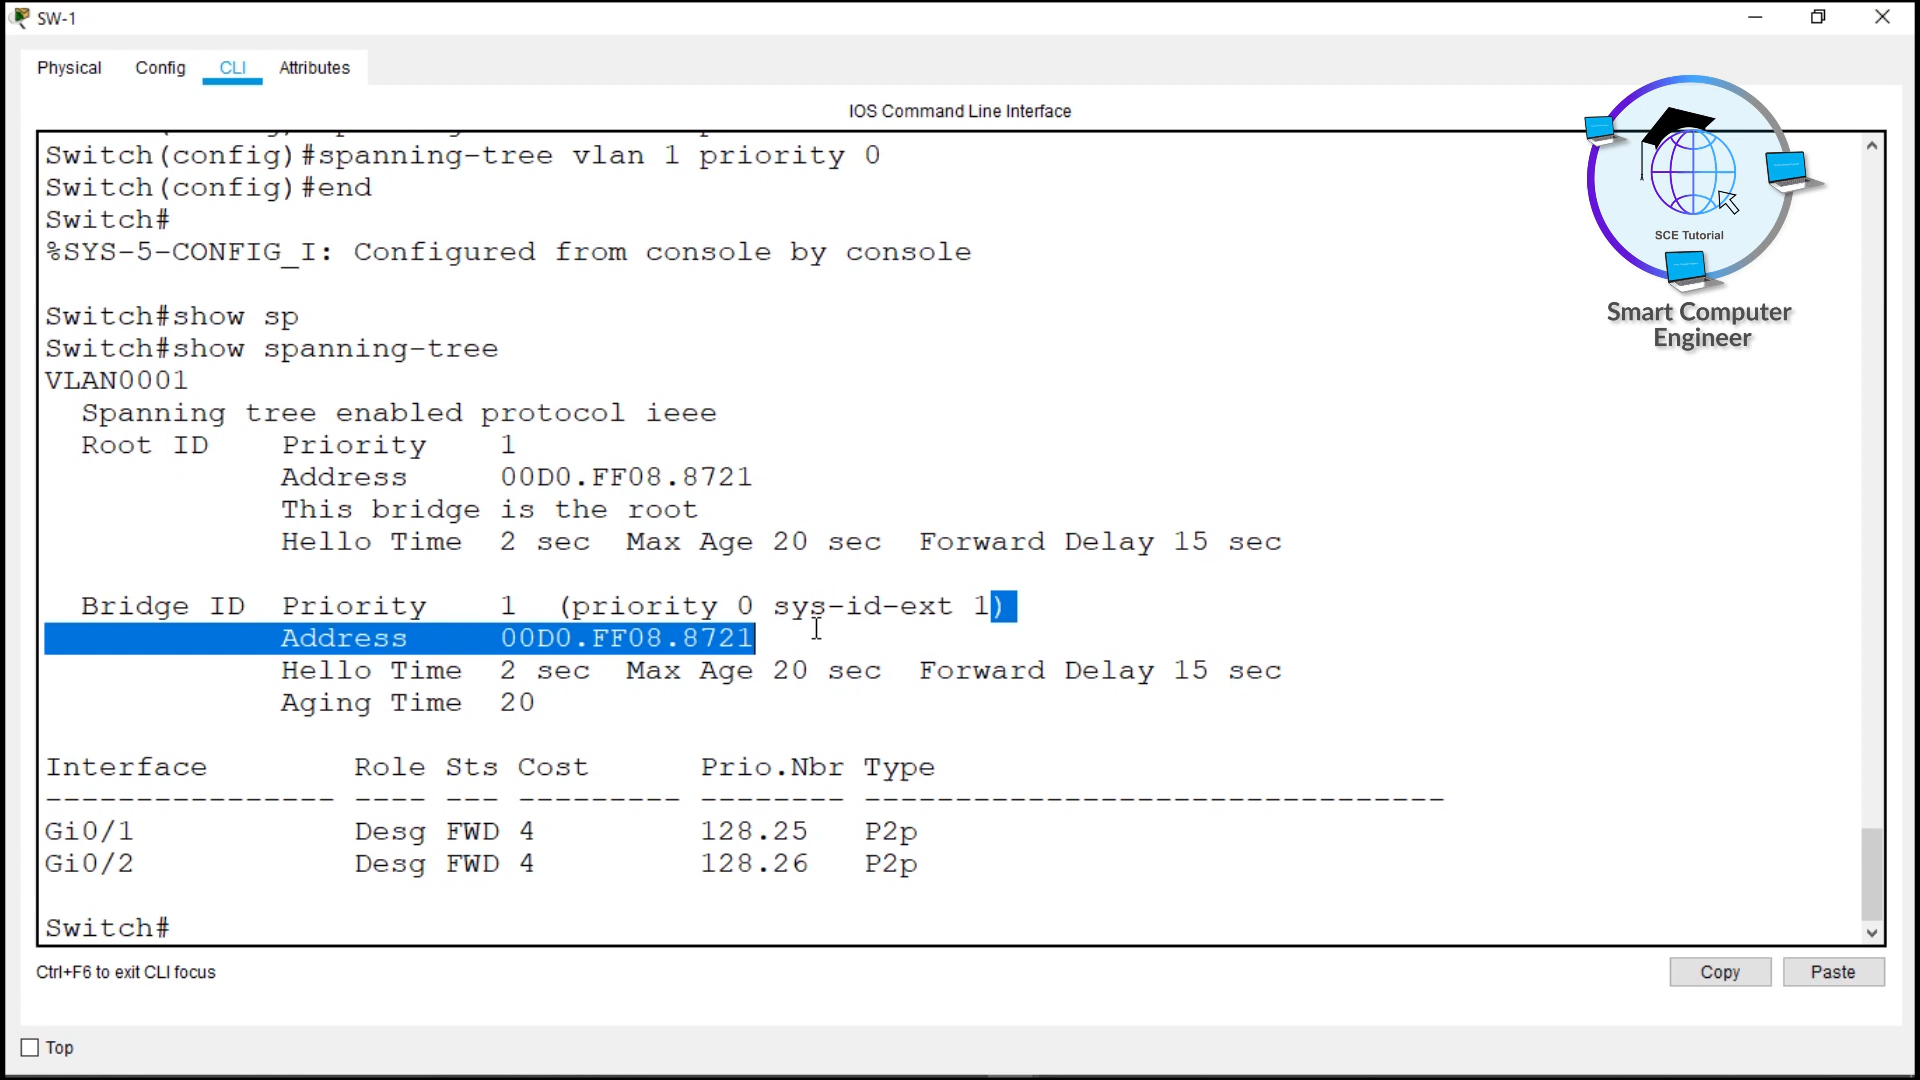 SW-1
Physical Config CLI Attributes
IOS Command Line Interface
Switch(config)#spanning-tree vlan 1 priority 0
Switch(config)#end
Switch#
%SYS-5-CONFIG_I: Configured from console by console
Switch#show sp
Switch#show spanning-tree
VLAN0001
Spanning tree enabled protocol ieee
Root ID Priority 1
Address 00D0.FF08.8721
This bridge is the root
Hello Time 2 sec Max Age 20 sec Forward Delay 15 sec
Bridge ID Priority 1 (priority 0 sys-id-ext 1)
Address 00D0.FF08.8721
Hello Time 2 sec Max Age 20 sec Forward Delay 15 sec
Aging Time 20
Interface Role Sts Cost Prio.Nbr Type
---------------- ---- --- --------- -------- --------------------------------
Gi0/1 Desg FWD 4 128.25 P2p
Gi0/2 Desg FWD 4 128.26 P2p
Switch#
Ctrl+F6 to exit CLI focus
Copy Paste
Top
SCE Tutorial
Smart Computer
Engineer